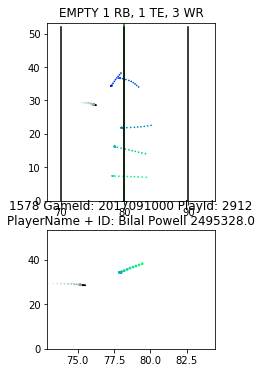 EMPTY 1 RB, 1 TE, 3 WR
50
40
30
20
10
0
70 80 90
1578 GameId: 2017091000 PlayId: 2912
PlayerName + ID: Bilal Powell 2495328.0
40
20
0
75.0 77.5 80.0 82.5